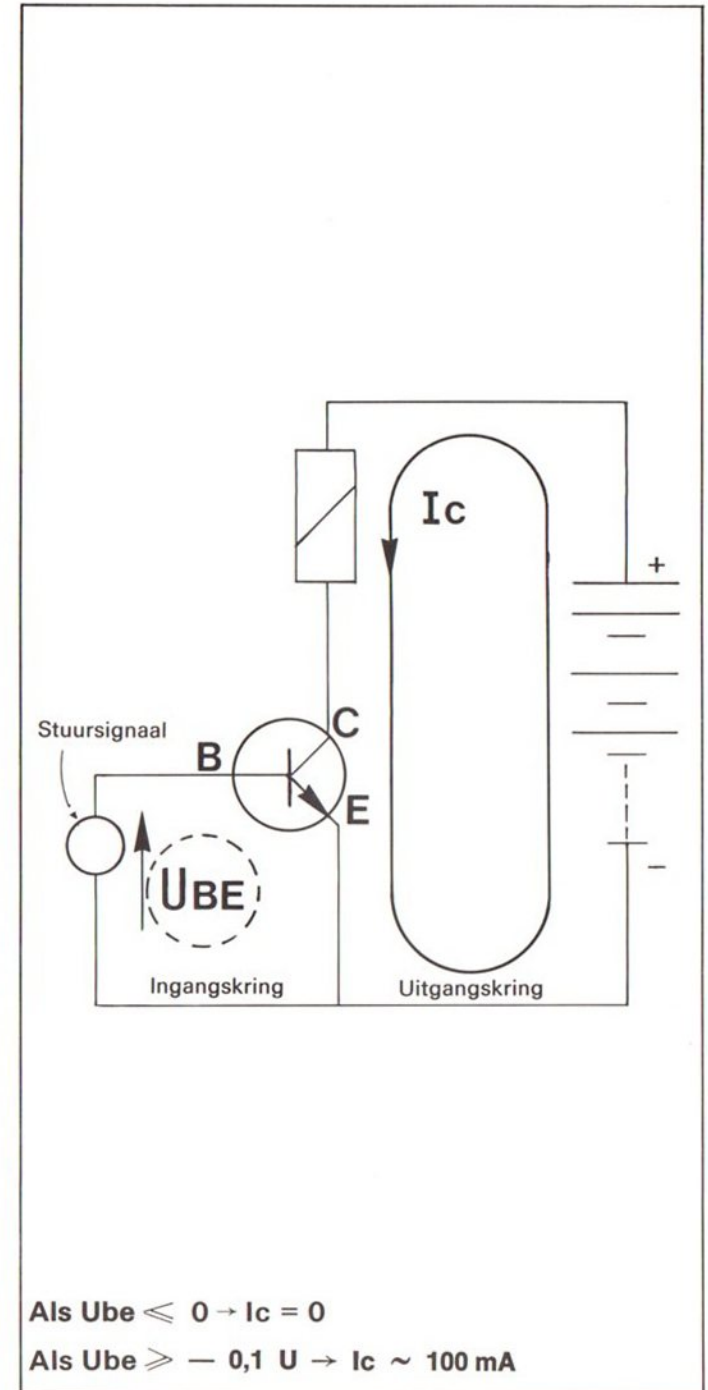 Ic
+
Stuursignaal
C
B
E
UBE
−
Ingangskring
Uitgangskring
Als Ube ⩽ 0 → Ic = 0
Als Ube ⩾ — 0,1 U → Ic ~ 100 mA